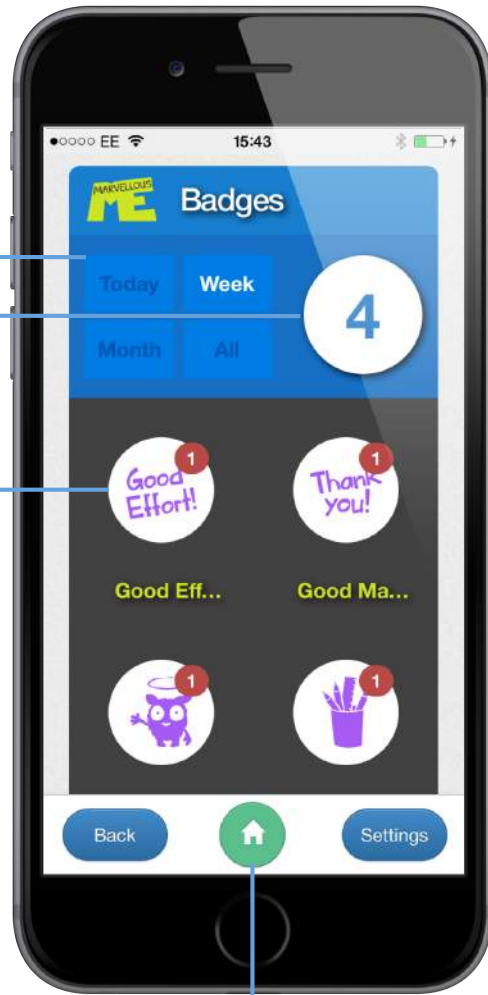 EE 15:43
MARVELLOUS
ME
Badges
Today Week
4
Month All
1 1
Good
Effort!
Thank
you!
Good Eff... Good Ma...
1 1
Back Settings